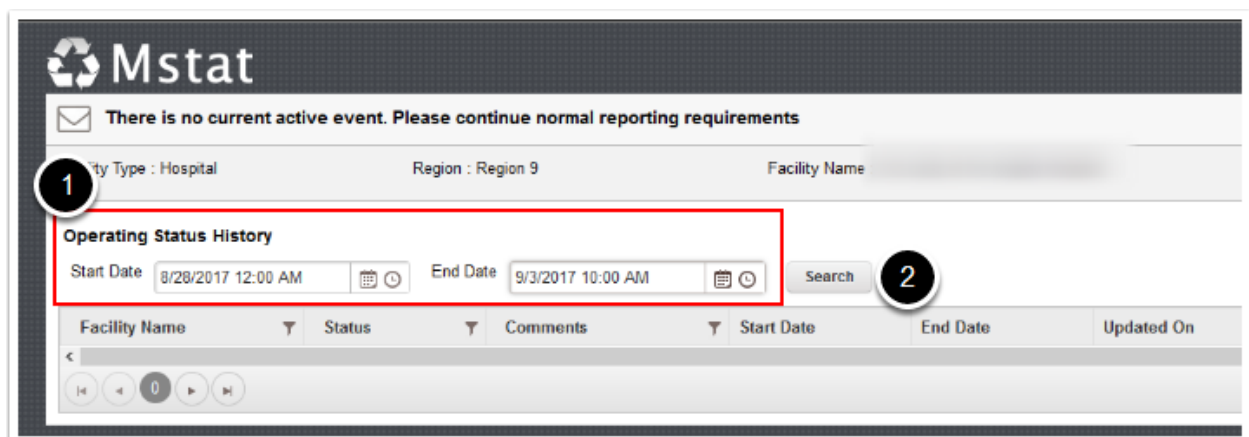 Mstat
There is no current active event. Please continue normal reporting requirements
1
ity Type : Hospital Region : Region 9 Facility Name
Operating Status History
Start Date 8/28/2017 12:00 AM End Date 9/3/2017 10:00 AM Search 2
Facility Name Status Comments Start Date End Date Updated On
0